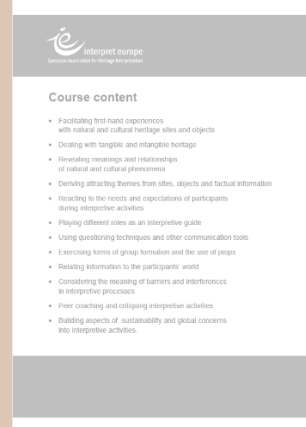 interpret europe
European Association for Heritage Interpretation
Course content
• Facilitating first-hand experiences
with natural and cultural heritage sites and objects
• Dealing with tangible and intangible heritage
• Revealing meanings and relationships
of natural and cultural phenomena
• Deriving attracting themes from sites, objects and factual information
• Reacting to the needs and expectations of participants
during interpretive activities
• Playing different roles as an interpretive guide
• Using questioning techniques and other communication tools
• Exercising forms of group formation and the use of props
• Relating information to the participants' world
• Considering the meaning of barriers and interferences
in interpretive processes
• Peer coaching and critiquing interpretive activities
• Building aspects of sustainability and global concerns
into interpretive activities.